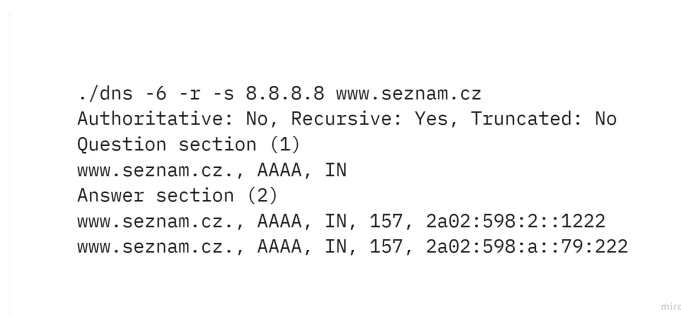 ./dns -6 -r -s 8.8.8.8 www.seznam.cz
Authoritative: No, Recursive: Yes, Truncated: No
Question section (1)
www.seznam.cz., AAAA, IN
Answer section (2)
www.seznam.cz., AAAA, IN, 157, 2a02:598:2::1222
www.seznam.cz., AAAA, IN, 157, 2a02:598:a::79:222
miro